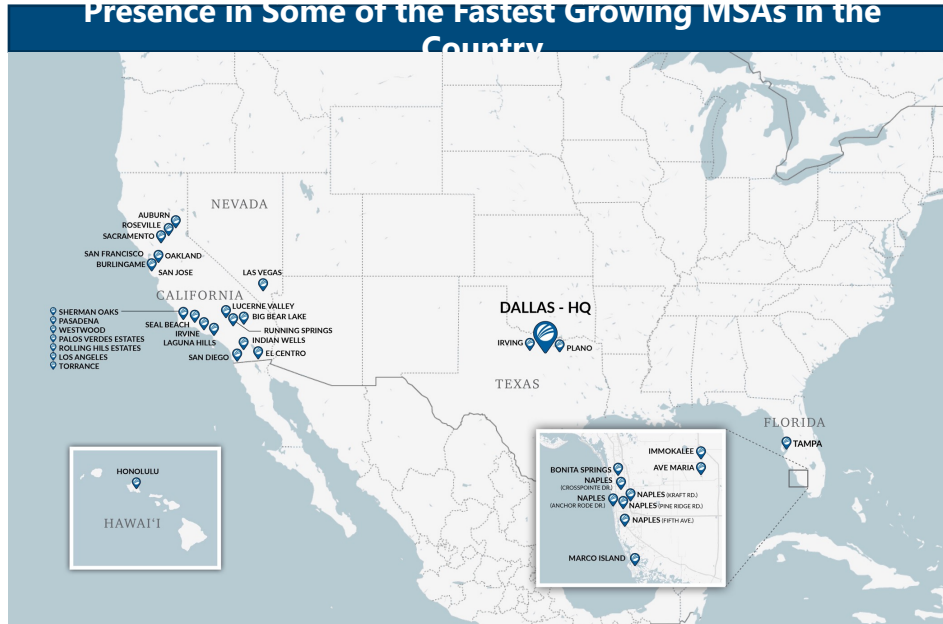 Presence in Some of the Fastest Growing MSAs in the
Country
NEVADA
AUBURN
ROSEVILLE
SACRAMENTO
SAN FRANCISCO
OAKLAND
BURLINGAME
SAN JOSE
LAS VEGAS
CALIFORNIA
SHERMAN OAKS
PASADENA
WESTWOOD
PALOS VERDES ESTATES
ROLLING HILS ESTATES
LOS ANGELES
TORRANCE
SEAL BEACH
IRVINE
LAGUNA HILLS
LUCERNE VALLEY
BIG BEAR LAKE
RUNNING SPRINGS
INDIAN WELLS
SAN DIEGO
EL CENTRO
DALLAS - HQ
IRVING
PLANO
TEXAS
FLORIDA
TAMPA
HONOLULU
HAWAI'I
IMMOKALEE
BONITA SPRINGS
AVE MARIA
NAPLES
(CROSSPOINTE DR.)
NAPLES (KRAFT RD.)
NAPLES
(ANCHOR RODE DR.)
NAPLES (PINE RIDGE RD.)
NAPLES (FIFTH AVE.)
MARCO ISLAND